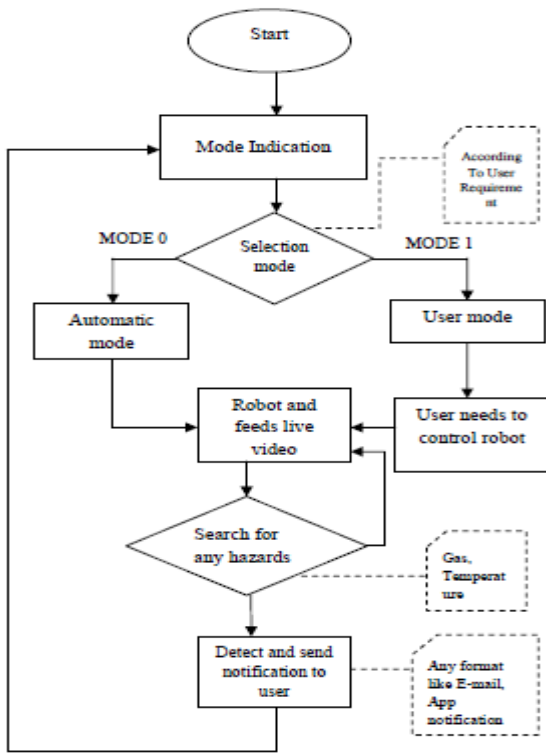 Start
Mode Indication
According
To User
Requireme
nt
MODE 0
Selection
mode
MODE 1
Automatic
mode
User mode
Robot and
feeds live
video
User needs to
control robot
Search for
any hazards
Gas,
Temperat
ure
Detect and send
notification to
user
Any format
like E-mail,
App
notification